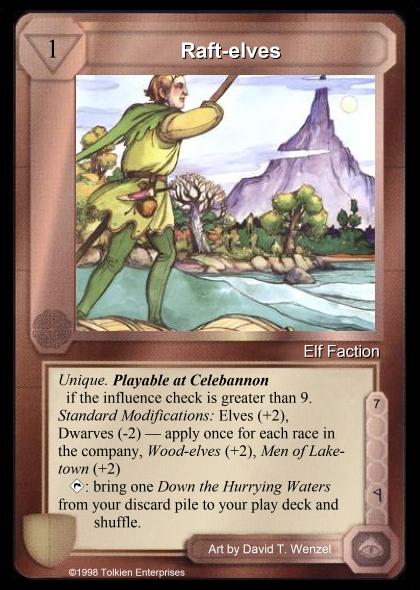 1
Raft-elves
Elf Faction
Unique. Playable at Celebannon
if the influence check is greater than 9.
Standard Modifications: Elves (+2),
Dwarves (-2) — apply once for each race in
the company, Wood-elves (+2), Men of Lake-
town (+2)
: bring one Down the Hurrying Waters
from your discard pile to your play deck and
shuffle.
7
Art by David T. Wenzel
©1998 Tolkien Enterprises